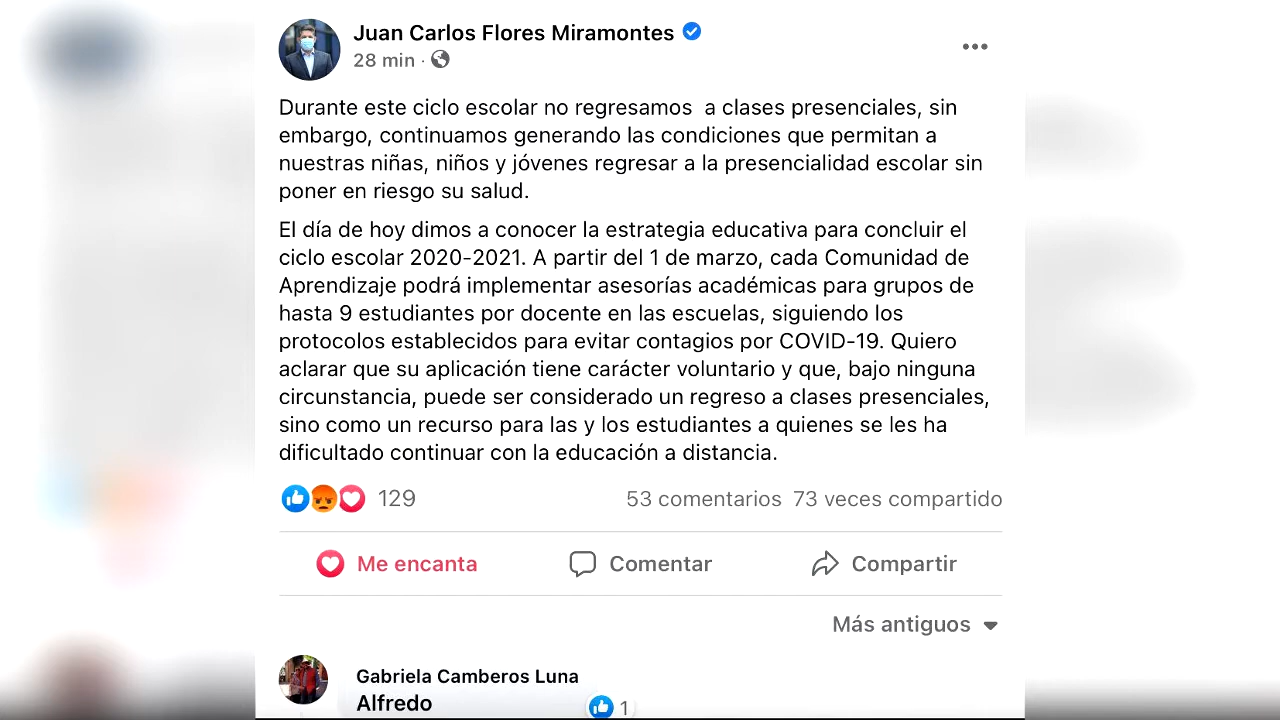 Juan Carlos Flores Miramontes
28 min ·
Durante este ciclo escolar no regresamos  a clases presenciales, sin
embargo, continuamos generando las condiciones que permitan a
nuestras niñas, niños y jóvenes regresar a la presencialidad escolar sin
poner en riesgo su salud.
El día de hoy dimos a conocer la estrategia educativa para concluir el
ciclo escolar 2020-2021. A partir del 1 de marzo, cada Comunidad de
Aprendizaje podrá implementar asesorías académicas para grupos de
hasta 9 estudiantes por docente en las escuelas, siguiendo los
protocolos establecidos para evitar contagios por COVID-19. Quiero
aclarar que su aplicación tiene carácter voluntario y que, bajo ninguna
circunstancia, puede ser considerado un regreso a clases presenciales,
sino como un recurso para las y los estudiantes a quienes se les ha
dificultado continuar con la educación a distancia.
129 53 comentarios 73 veces compartido
Me encanta Comentar Compartir
Más antiguos
Gabriela Camberos Luna
Alfredo 1